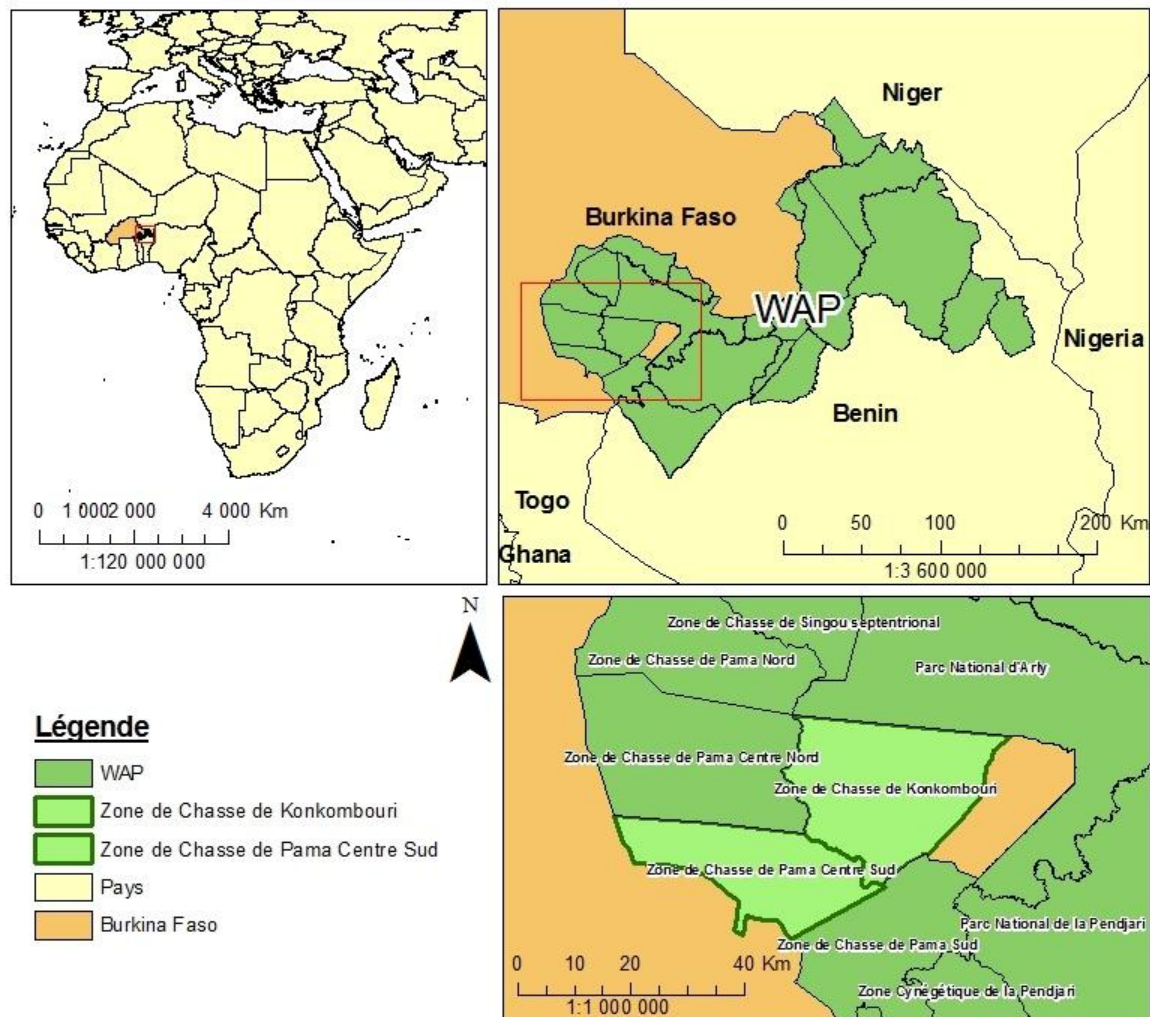 0 1 0002 000 4 000 Km
1:120 000 000
Niger
Burkina Faso
WAP
Nigeria
Benin
Togo
Ghana
0 50 100 200 Km
1:3 600 000
N
Légende
WAP
Zone de Chasse de Konkombouri
Zone de Chasse de Pama Centre Sud
Pays
Burkina Faso
Zone de Chasse de Singou septentrional
Zone de Chasse de Pama Nord
Parc National d'Arly
Zone de Chasse de Pama Centre Nord
Zone de Chasse de Konkombouri
Zone de Chasse de Pama Centre Sud
Parc National de la Pendjari
Zone de Chasse de Pama_Sud
Zone Cynégétique de la Pendjari
0 10 20 40 Km
1:1 000 000